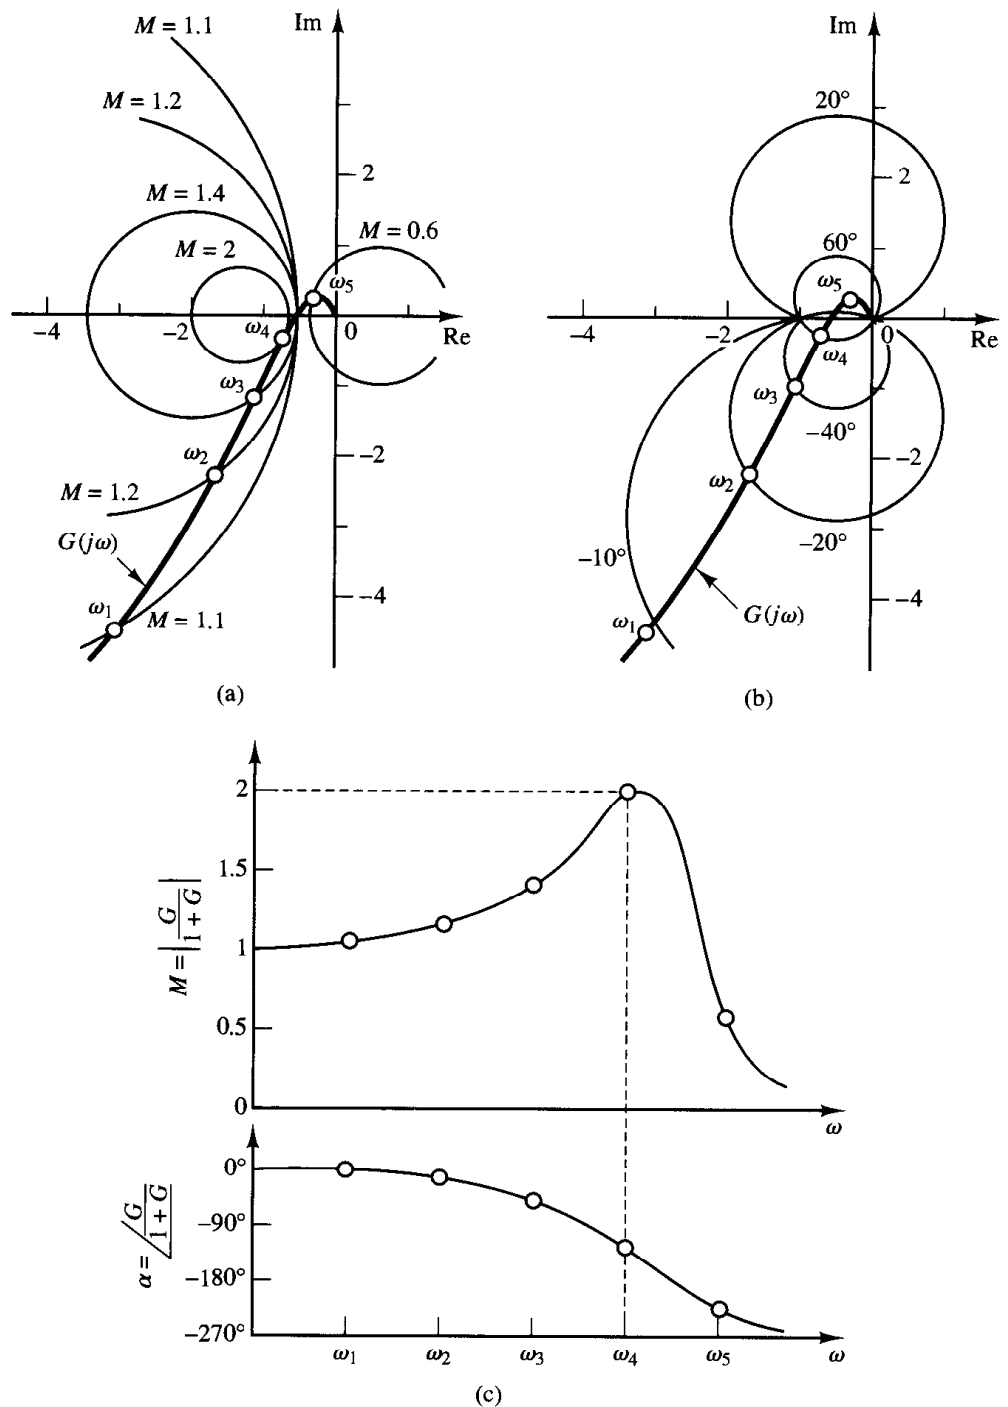 M = 1.1
Im
M = 1.2
2
M = 1.4
M = 0.6
M = 2
ω5
−4
−2
ω4
0
Re
ω3
−2
ω2
M = 1.2
G(jω)
−4
ω1
M = 1.1
(a)
Im
20°
2
60°
ω5
−4
−2
0
Re
ω4
ω3
−40°
−2
ω2
−20°
−10°
−4
ω1
G(jω)
(b)
2
1.5
M = |G/(1 + G)|
1
0.5
0
ω
0°
−90°
α = ∠G/(1 + G)
−180°
−270°
ω1 ω2 ω3 ω4 ω5 ω
(c)